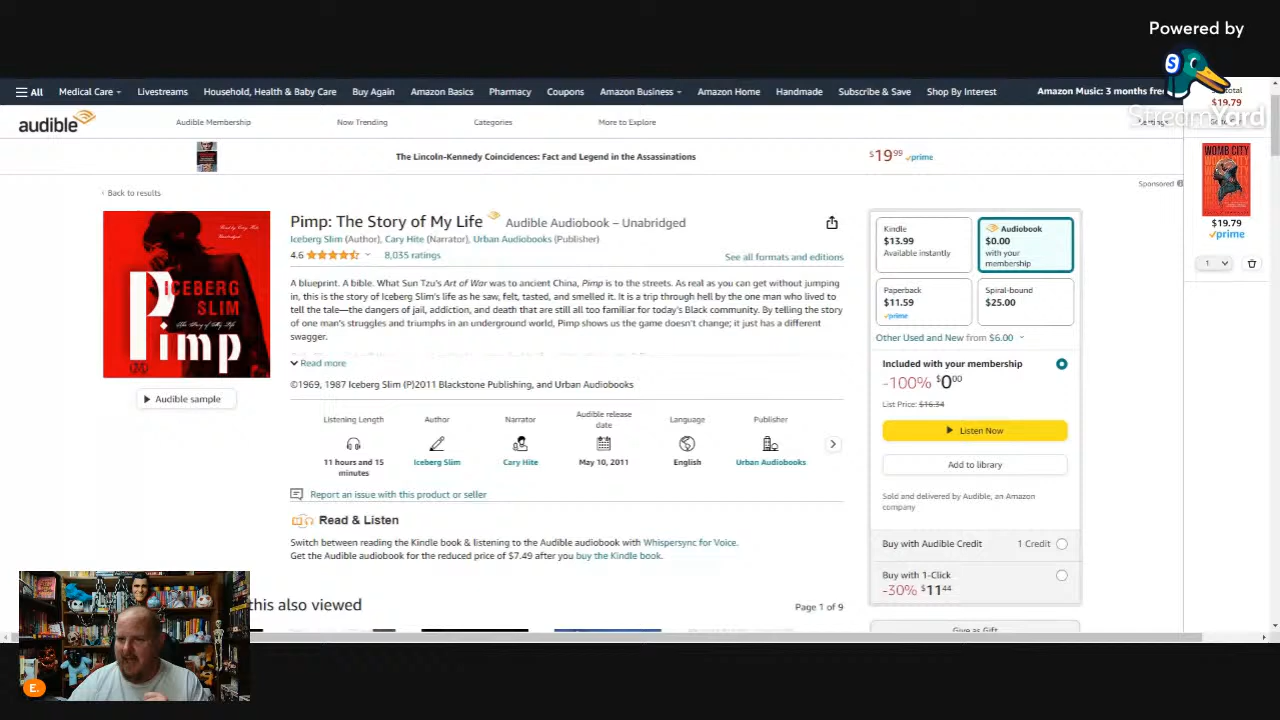 Powered by
S
StreamYard
All
Medical Care
Livestreams
Household, Health & Baby Care
Buy Again
Amazon Basics
Pharmacy
Coupons
Amazon Business
Amazon Home
Handmade
Subscribe & Save
Shop By Interest
Amazon Music: 3 months free
audible
Audible Membership
Now Trending
Categories
More to Explore
$19.79
The Lincoln-Kennedy Coincidences: Fact and Legend in the Assassinations
$19.99 prime
Sponsored
WOMB CITY
$19.79
prime
1
‹ Back to results
ICEBERG
SLIM
The Story of My Life
Pimp
Audible sample
Pimp: The Story of My Life Audible Audiobook – Unabridged
Iceberg Slim (Author), Cary Hite (Narrator), Urban Audiobooks (Publisher)
4.6 8,035 ratings
See all formats and editions
A blueprint. A bible. What Sun Tzu's Art of War was to ancient China, Pimp is to the streets. As real as you can get without jumping
in, this is the story of Iceberg Slim's life as he saw, felt, tasted, and smelled it. It is a trip through hell by the one man who lived to
tell the tale—the dangers of jail, addiction, and death that are still all too familiar for today's Black community. By telling the story
of one man's struggles and triumphs in an underground world, Pimp shows us the game doesn't change; it just has a different
swagger.
Read more
©1969, 1987 Iceberg Slim (P)2011 Blackstone Publishing, and Urban Audiobooks
Listening Length
11 hours and 15
minutes
Author
Iceberg Slim
Narrator
Cary Hite
Audible release
date
May 10, 2011
Language
English
Publisher
Urban Audiobooks
Report an issue with this product or seller
Read & Listen
Switch between reading the Kindle book & listening to the Audible audiobook with Whispersync for Voice.
Get the Audible audiobook for the reduced price of $7.49 after you buy the Kindle book.
this also viewed
Page 1 of 9
Kindle
$13.99
Available instantly
Audiobook
$0.00
with your
membership
Paperback
$11.59
prime
Spiral-bound
$25.00
Other Used and New from $6.00
Included with your membership
-100% $0.00
List Price: $16.34
Listen Now
Add to library
Sold and delivered by Audible, an Amazon
company
Buy with Audible Credit 1 Credit
Buy with 1-Click
-30% $11.44
Give as Gift
E.